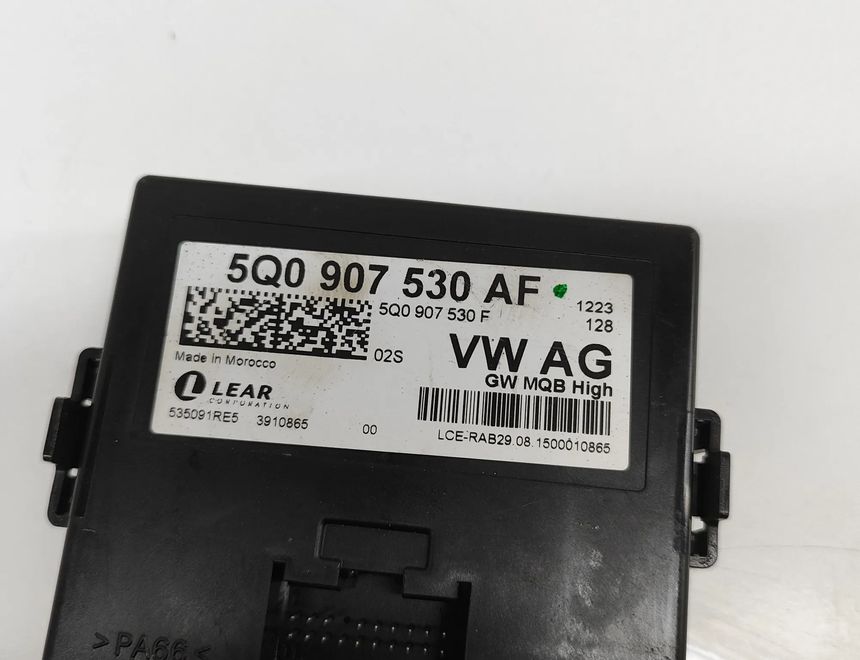 5Q0 907 530 AF
5Q0 907 530 F
1223
128
02S
VW AG
Made in Morocco
GW MQB High
LEAR
CORPORATION
535091RE5 3910865 00
LCE-RAB29.08.1500010865
>PA66<